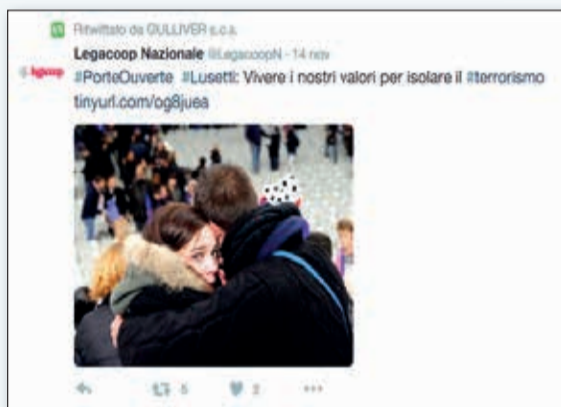 Ritwittato da GULLIVER s.c.s.
Legacoop Nazionale @LegacoopN · 14 nov
legacoop
#PorteOuverte #Lusetti: Vivere i nostri valori per isolare il #terrorismo
tinyurl.com/og8juea
5 2